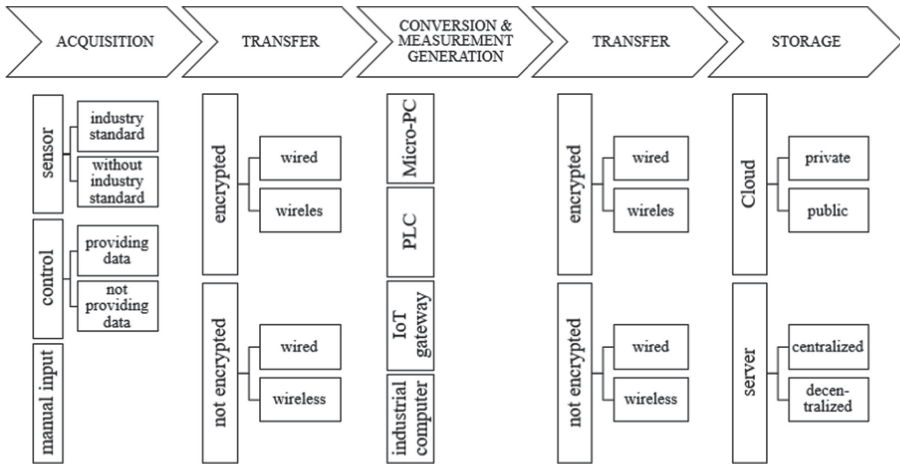 ACQUISITION
TRANSFER
CONVERSION &
MEASUREMENT
GENERATION
TRANSFER
STORAGE
sensor
industry
standard
without
industry
standard
control
providing
data
not
providing
data
manual input
encrypted
wired
wireles
not encrypted
wired
wireless
Micro-PC
PLC
IoT
gateway
industrial
computer
encrypted
wired
wireles
not encrypted
wired
wireless
Cloud
private
public
server
centralized
decen-
tralized